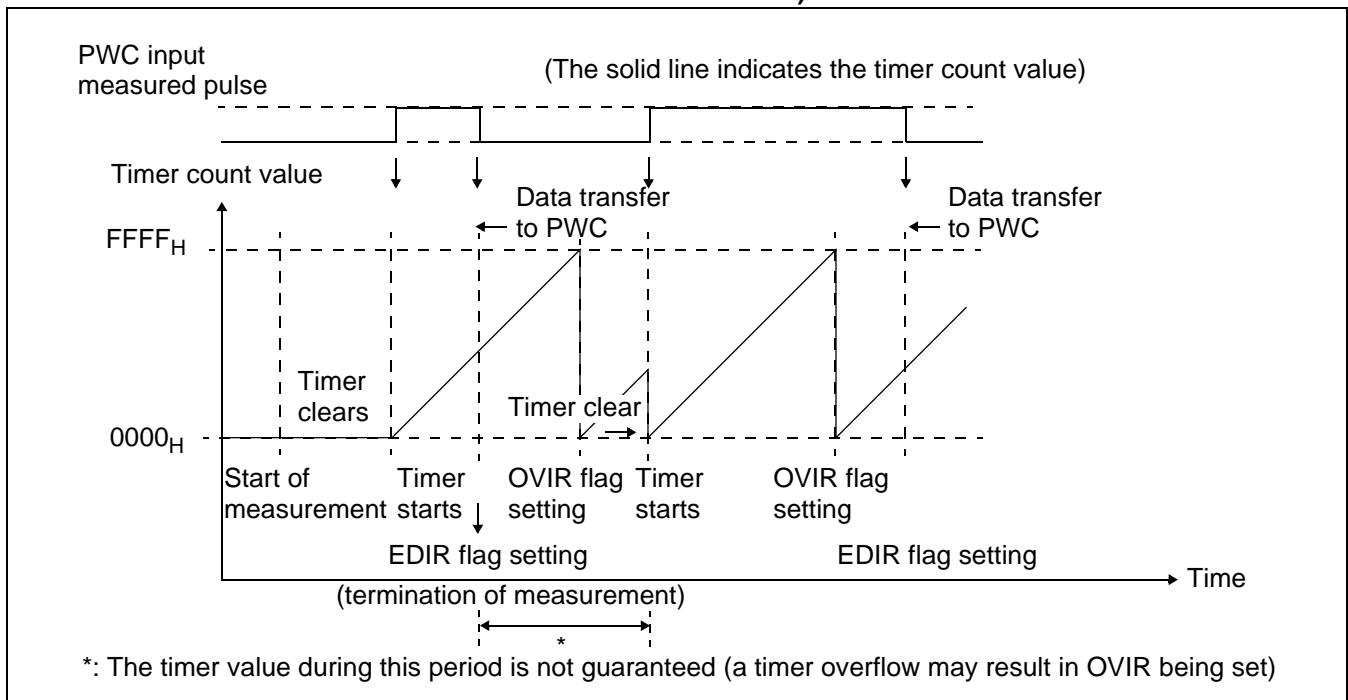 PWC input
measured pulse
(The solid line indicates the timer count value)
Timer count value
Data transfer
to PWC
Data transfer
to PWC
FFFFH
Timer
clears
Timer clear
0000H
Start of
measurement
Timer
starts
OVIR flag
setting
Timer
starts
OVIR flag
setting
EDIR flag setting
EDIR flag setting
Time
(termination of measurement)
*
*: The timer value during this period is not guaranteed (a timer overflow may result in OVIR being set)